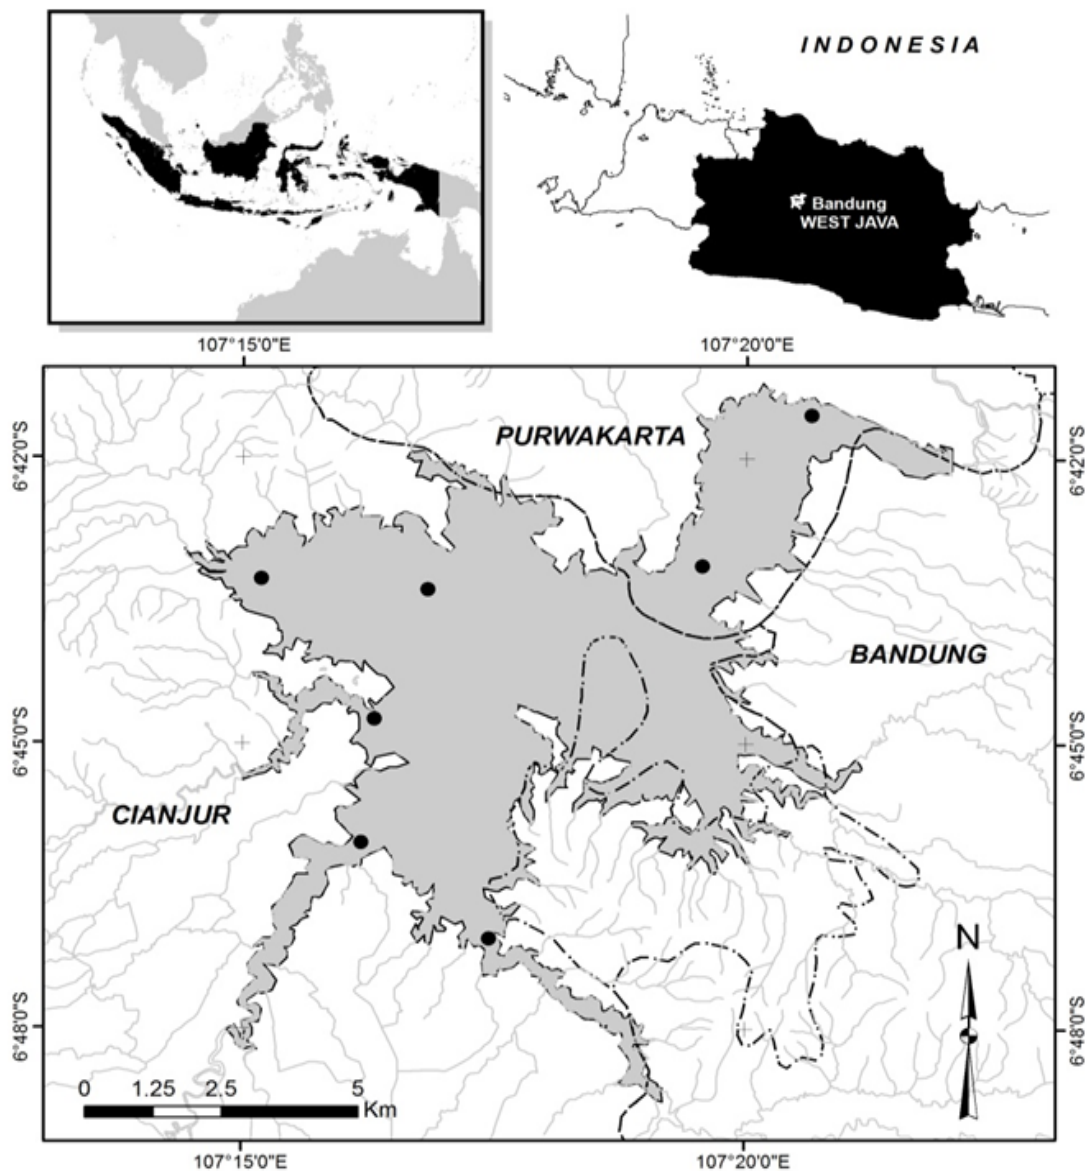 INDONESIA
Bandung
WEST JAVA
107°15'0"E
107°20'0"E
PURWAKARTA
6°42'0"S
6°42'0"S
BANDUNG
6°45'0"S
6°45'0"S
CIANJUR
N
6°48'0"S
6°48'0"S
0 1.25 2.5 5
Km
107°15'0"E
107°20'0"E